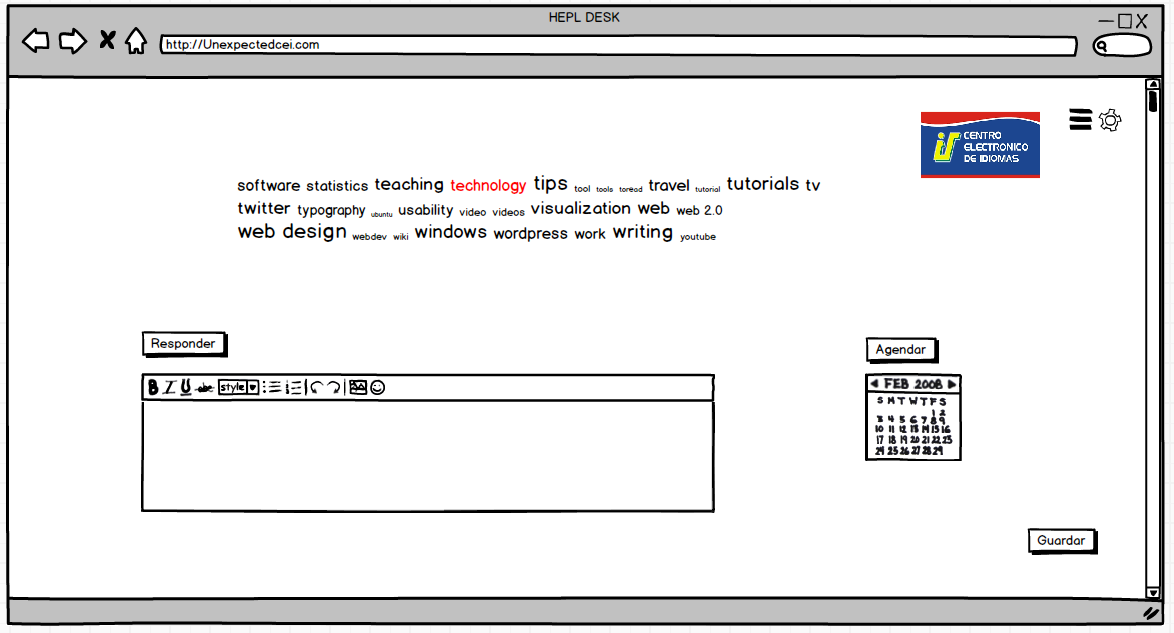 HEPL DESK
http://Unexpectedcei.com
CENTRO
ELECTRONICO
DE IDIOMAS
software statistics teaching technology tips tool tools toread travel tutorial tutorials tv
twitter typography ubuntu usability video videos visualization web web 2.0
web design webdev wiki windows wordpress work writing youtube
Responder
Agendar
B I U abc style
FEB 2008
S M T W T F S
1 2
3 4 5 6 7 8 9
10 11 12 13 14 15 16
17 18 19 20 21 22 23
24 25 26 27 28 29
Guardar